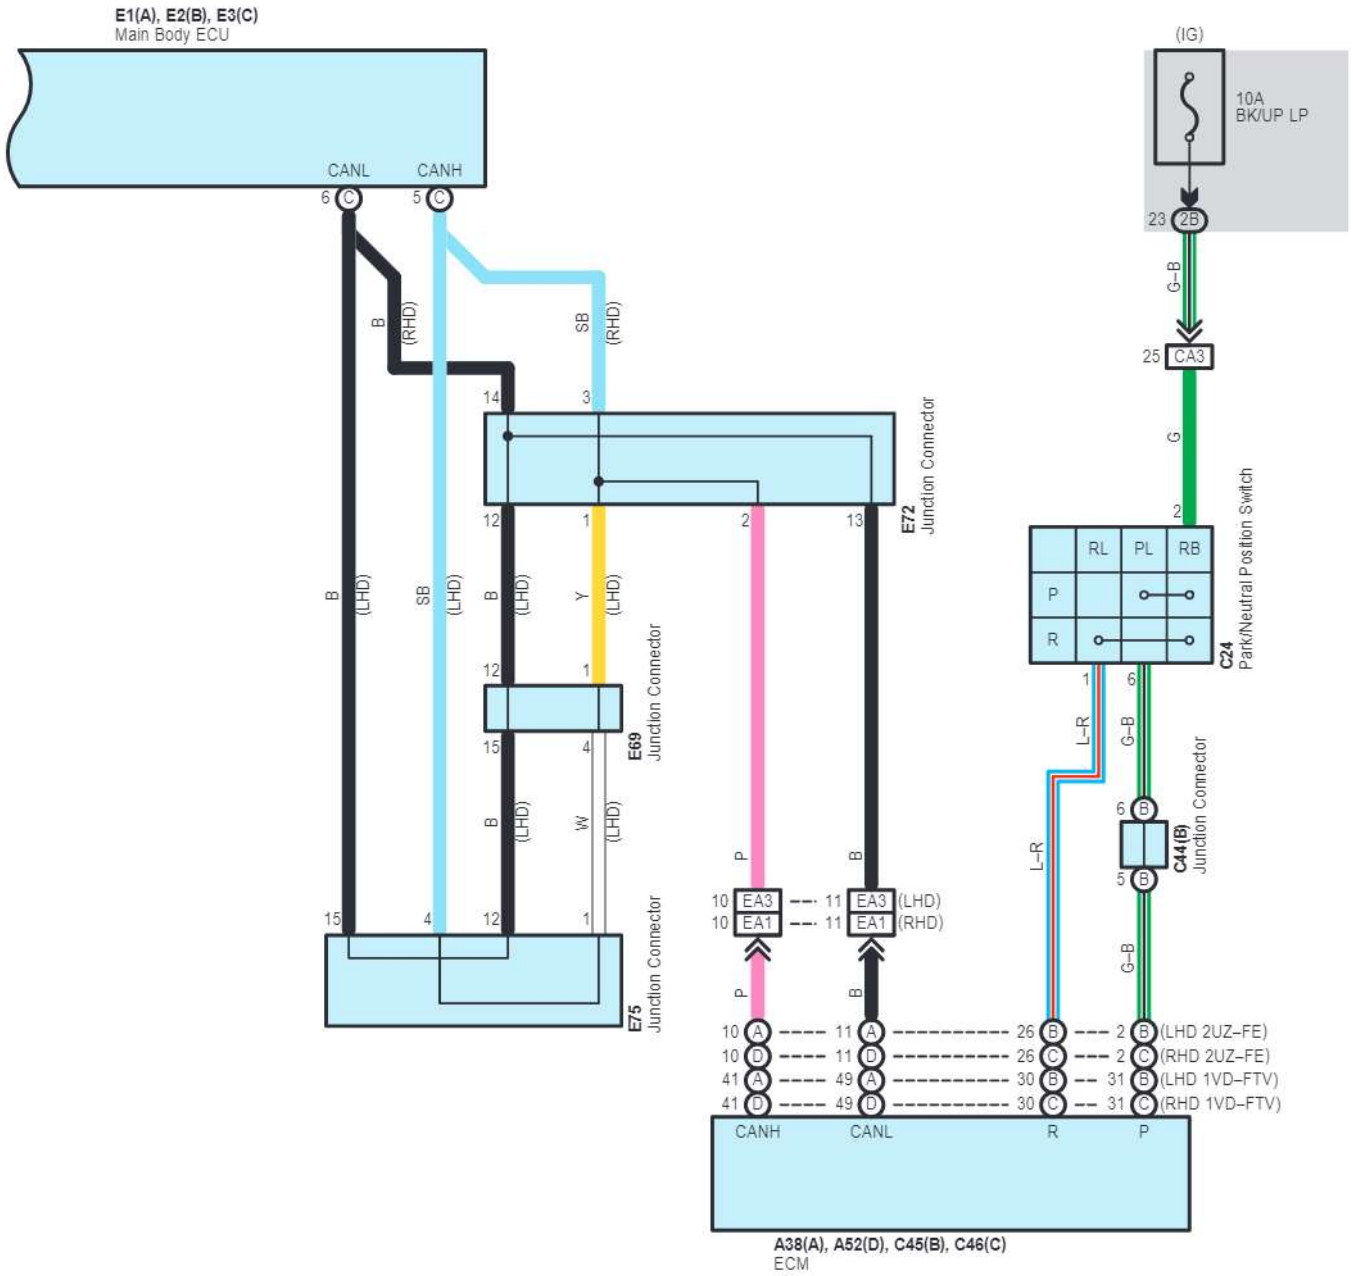 E1(A), E2(B), E3(C)
Main Body ECU
(IG)
10A
BK/UP LP
CANL CANH
6 C 5 C
23 2B
G–B
B
(RHD)
SB
(RHD)
25 CA3
G
14 3
E72
Junction Connector
12 1 2 13
2
RL PL RB
P
R
C24
Park/Neutral Position Switch
B
(LHD)
SB
(LHD)
B
(LHD)
Y
(LHD)
12 1
E69
Junction Connector
15 4
1 6
L–R
G–B
B
(LHD)
W
(LHD)
6 B
C44(B)
Junction Connector
5 B
L–R
P
B
10 EA3 11 EA3 (LHD)
10 EA1 11 EA1 (RHD)
15 4 12 1
E75
Junction Connector
G–B
P
B
10 A 11 A 26 B 2 B (LHD 2UZ–FE)
10 D 11 D 26 C 2 C (RHD 2UZ–FE)
41 A 49 A 30 B 31 B (LHD 1VD–FTV)
41 D 49 D 30 C 31 C (RHD 1VD–FTV)
CANH CANL R P
A38(A), A52(D), C45(B), C46(C)
ECM